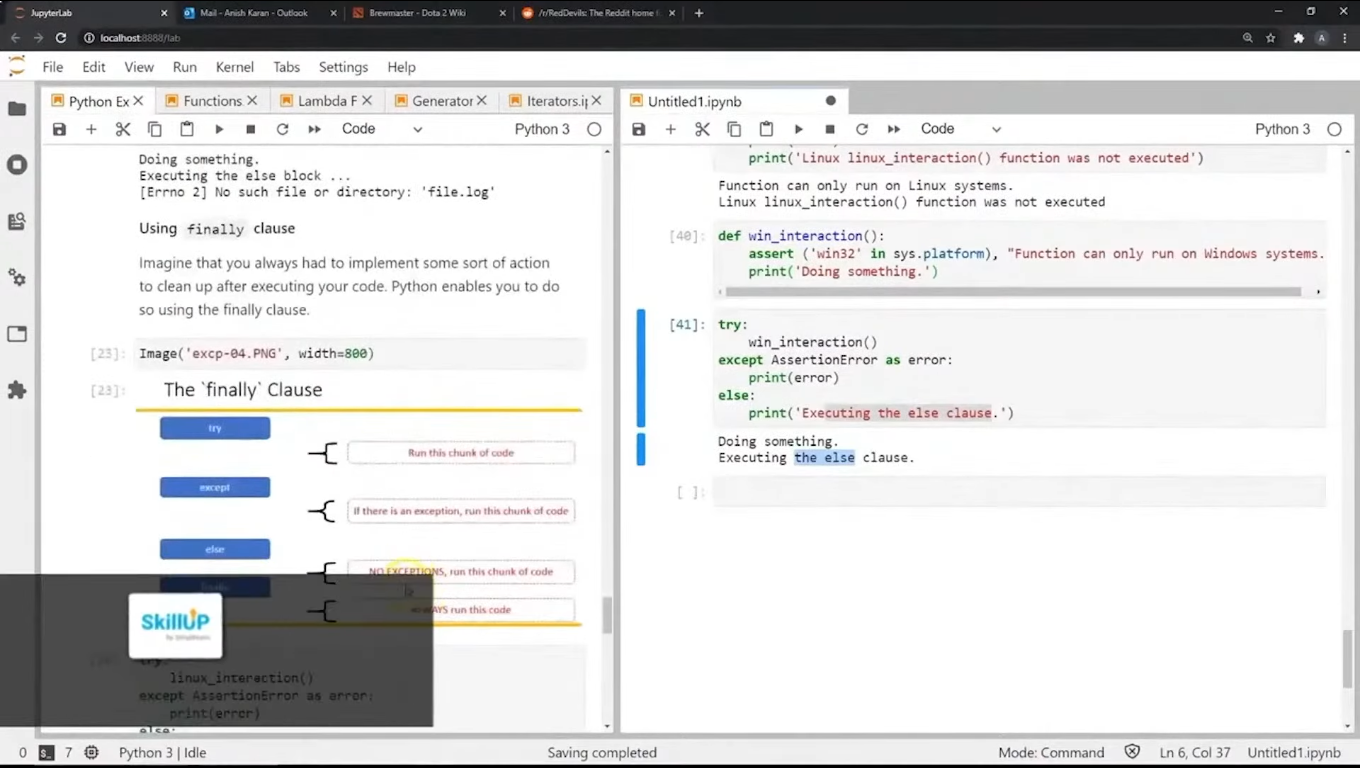 JupyterLab
Mail - Anish Karan - Outlook
Brewmaster - Dota 2 Wiki
/r/RedDevils: The Reddit home
localhost:8888/lab
A
File Edit View Run Kernel Tabs Settings Help
Python Ex
Functions
Lambda F
Generator
Iterators.ip
Code
Python 3
Doing something.
Executing the else block ...
[Errno 2] No such file or directory: 'file.log'
Using finally clause
Imagine that you always had to implement some sort of action
to clean up after executing your code. Python enables you to do
so using the finally clause.
[23]: Image('excp-04.PNG', width=800)
[23]: The `finally` Clause
try
Run this chunk of code
except
If there is an exception, run this chunk of code
else
NO EXCEPTIONS, run this chunk of code
ALWAYS run this code
SkillUP
try:
linux_interaction()
except AssertionError as error:
print(error)
else:
Untitled1.ipynb
Code
Python 3
print('Linux linux_interaction() function was not executed')
Function can only run on Linux systems.
Linux linux_interaction() function was not executed
[40]: def win_interaction():
assert ('win32' in sys.platform), "Function can only run on Windows systems.
print('Doing something.')
[41]: try:
win_interaction()
except AssertionError as error:
print(error)
else:
print('Executing the else clause.')
Doing something.
Executing the else clause.
[ ]:
0 7 Python 3 | Idle Saving completed Mode: Command Ln 6, Col 37 Untitled1.ipynb